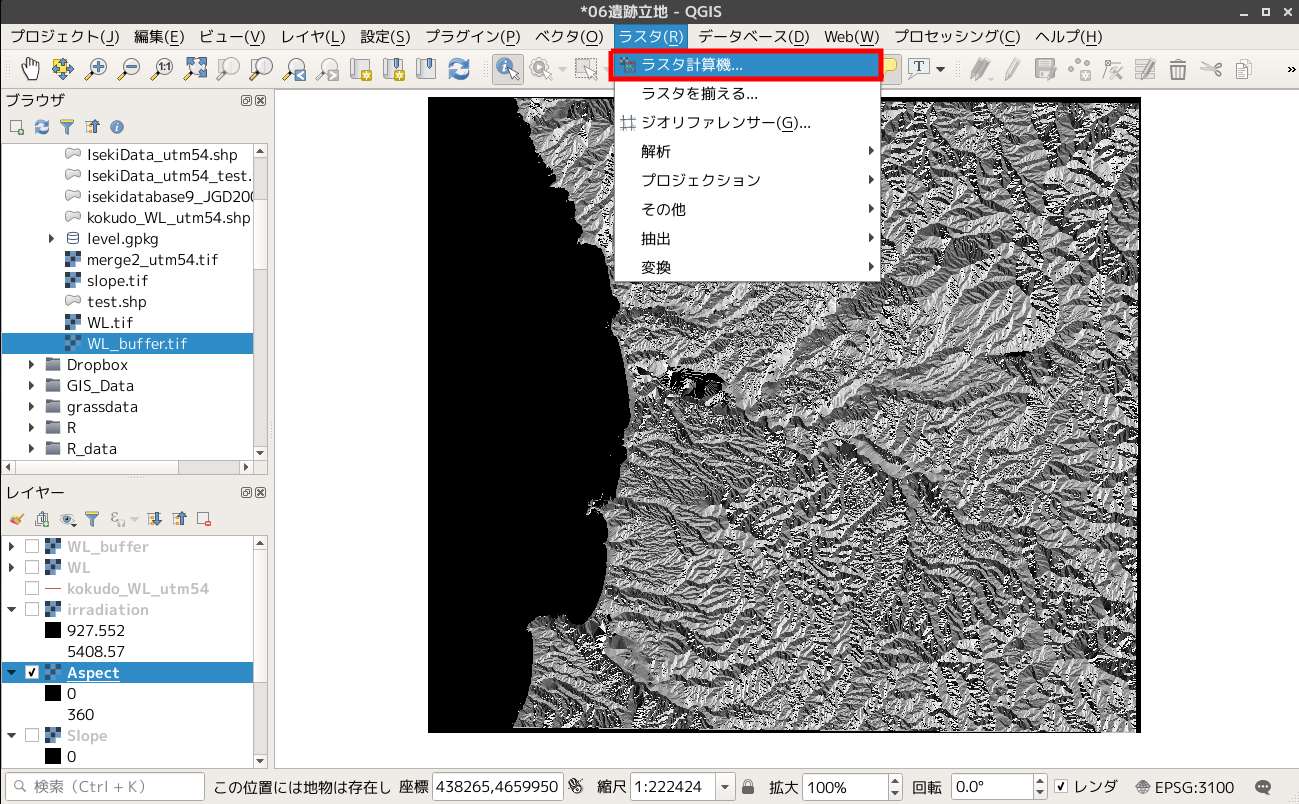 *06遺跡立地 - QGIS
プロジェクト(J) 編集(E) ビュー(V) レイヤ(L) 設定(S) プラグイン(P) ベクタ(O) ラスタ(R) データベース(D) Web(W) プロセッシング(C) ヘルプ(H)
1:1
T
»
ラスタ計算機...
ラスタを揃える...
ジオリファレンサー(G)...
解析
プロジェクション
その他
抽出
変換
ブラウザ
IsekiData_utm54.shp
IsekiData_utm54_test.
isekidatabase9_JGD200
kokudo_WL_utm54.shp
level.gpkg
merge2_utm54.tif
slope.tif
test.shp
WL.tif
WL_buffer.tif
Dropbox
GIS_Data
grassdata
R
R_data
レイヤー
WL_buffer
WL
kokudo_WL_utm54
irradiation
927.552
5408.57
Aspect
0
360
Slope
0
検索 (Ctrl + K) この位置には地物は存在し 座標 438265,4659950 縮尺 1:222424 拡大 100% 回転 0.0° レンダ EPSG:3100